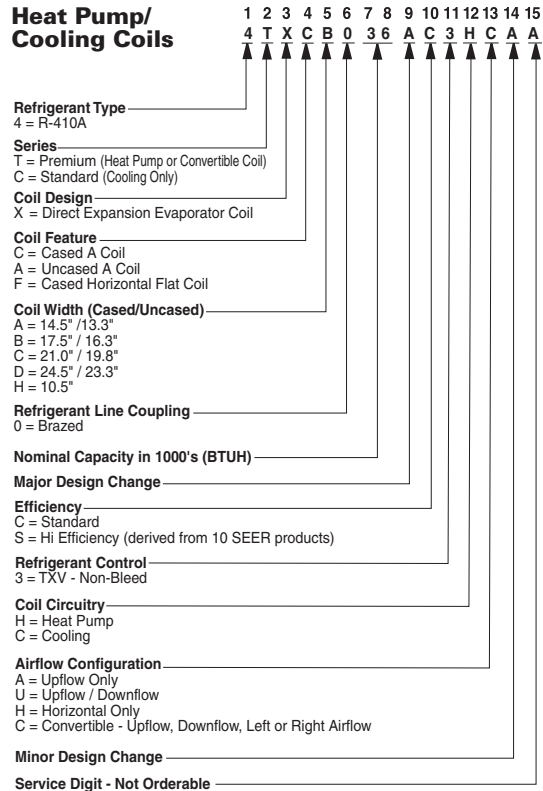 Heat Pump/
Cooling Coils
1 2 3 4 5 6 7 8 9 10 11 12 13 14 15
4 T X C B 0 3 6 A C 3 H C A A
Refrigerant Type
4 = R-410A
Series
T = Premium (Heat Pump or Convertible Coil)
C = Standard (Cooling Only)
Coil Design
X = Direct Expansion Evaporator Coil
Coil Feature
C = Cased A Coil
A = Uncased A Coil
F = Cased Horizontal Flat Coil
Coil Width (Cased/Uncased)
A = 14.5" /13.3"
B = 17.5" / 16.3"
C = 21.0" / 19.8"
D = 24.5" / 23.3"
H = 10.5"
Refrigerant Line Coupling
0 = Brazed
Nominal Capacity in 1000's (BTUH)
Major Design Change
Efficiency
C = Standard
S = Hi Efficiency (derived from 10 SEER products)
Refrigerant Control
3 = TXV - Non-Bleed
Coil Circuitry
H = Heat Pump
C = Cooling
Airflow Configuration
A = Upflow Only
U = Upflow / Downflow
H = Horizontal Only
C = Convertible - Upflow, Downflow, Left or Right Airflow
Minor Design Change
Service Digit - Not Orderable